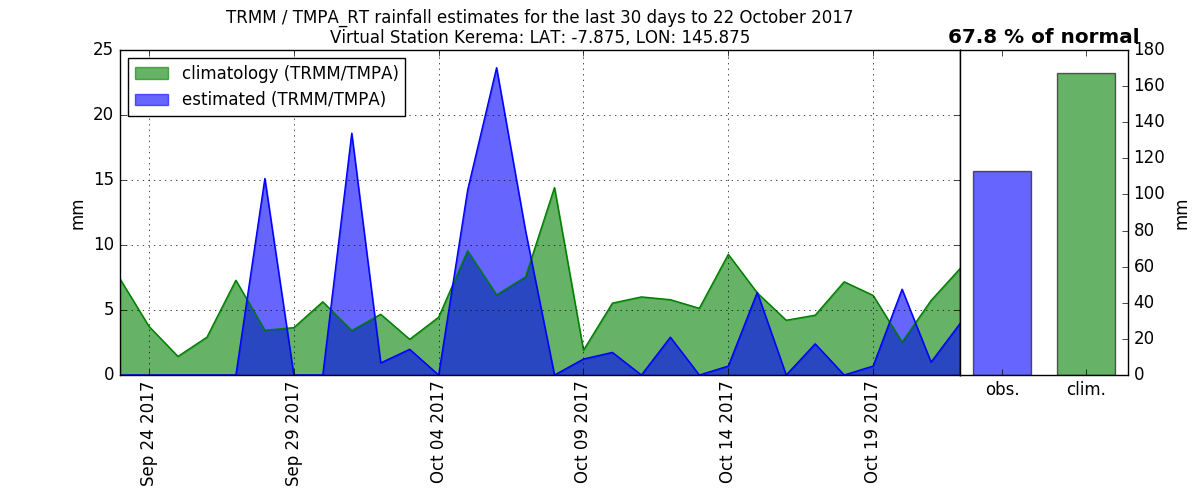 TRMM / TMPA_RT rainfall estimates for the last 30 days to 22 October 2017
Virtual Station Kerema: LAT: -7.875, LON: 145.875
67.8 % of normal
climatology (TRMM/TMPA)
estimated (TRMM/TMPA)
25
20
15
10
5
0
mm
Sep 24 2017
Sep 29 2017
Oct 04 2017
Oct 09 2017
Oct 14 2017
Oct 19 2017
obs.
clim.
180
160
140
120
100
80
60
40
20
0
mm